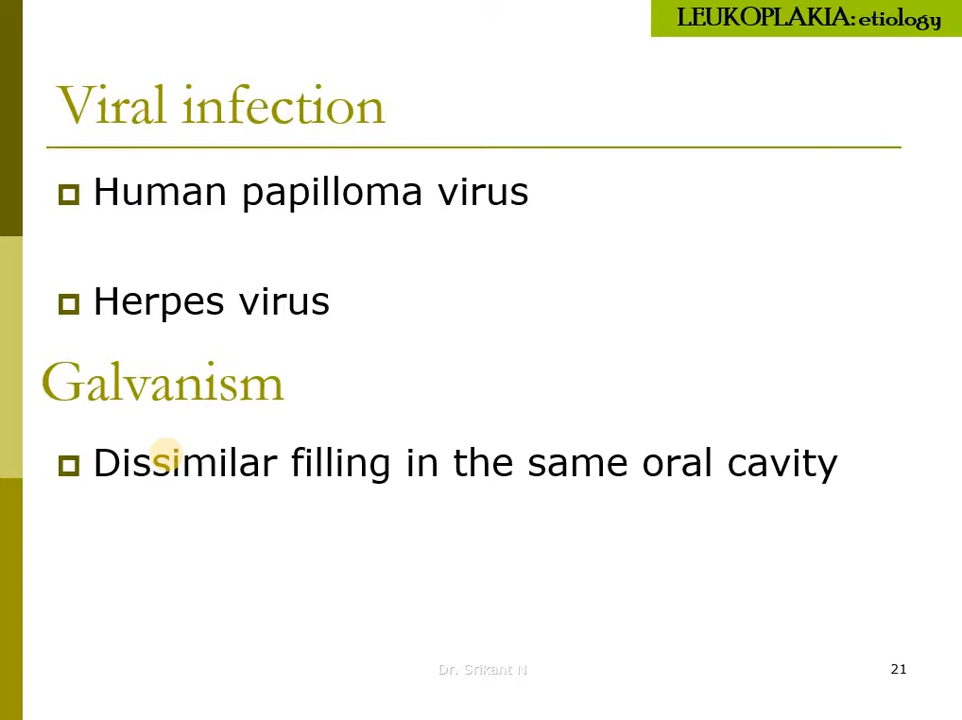 LEUKOPLAKIA: etiology
Viral infection
Human papilloma virus
Herpes virus
Galvanism
Dissimilar filling in the same oral cavity
Dr. Srikant N
21